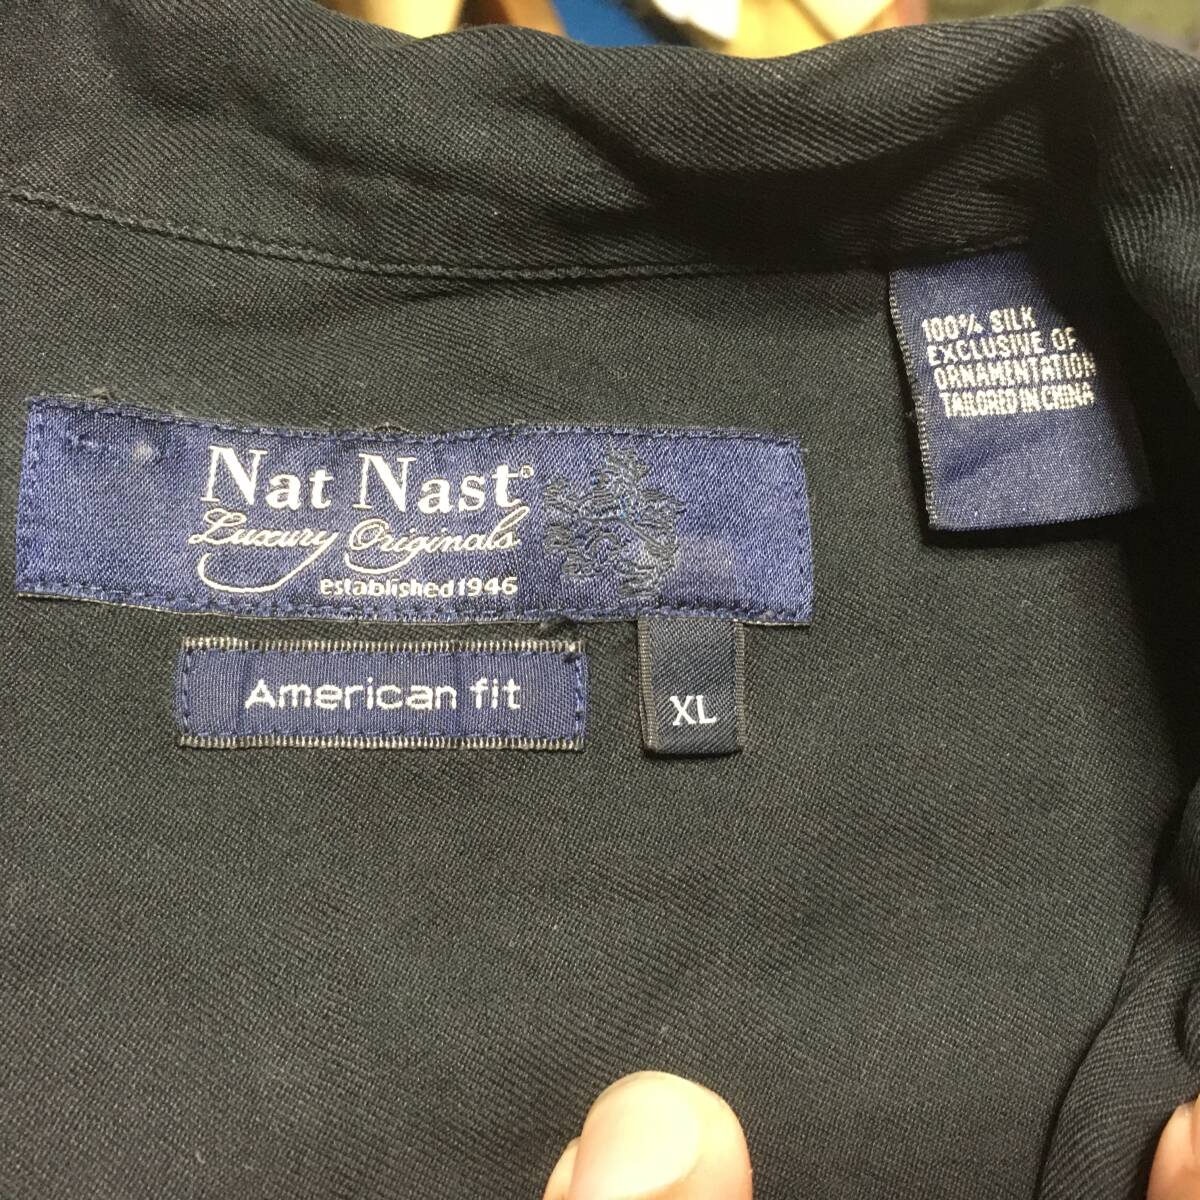 Nat Nast®
Luxury Originals
established 1946
American fit
XL
100% SILK
EXCLUSIVE OF
ORNAMENTATION
TAILORED IN CHINA